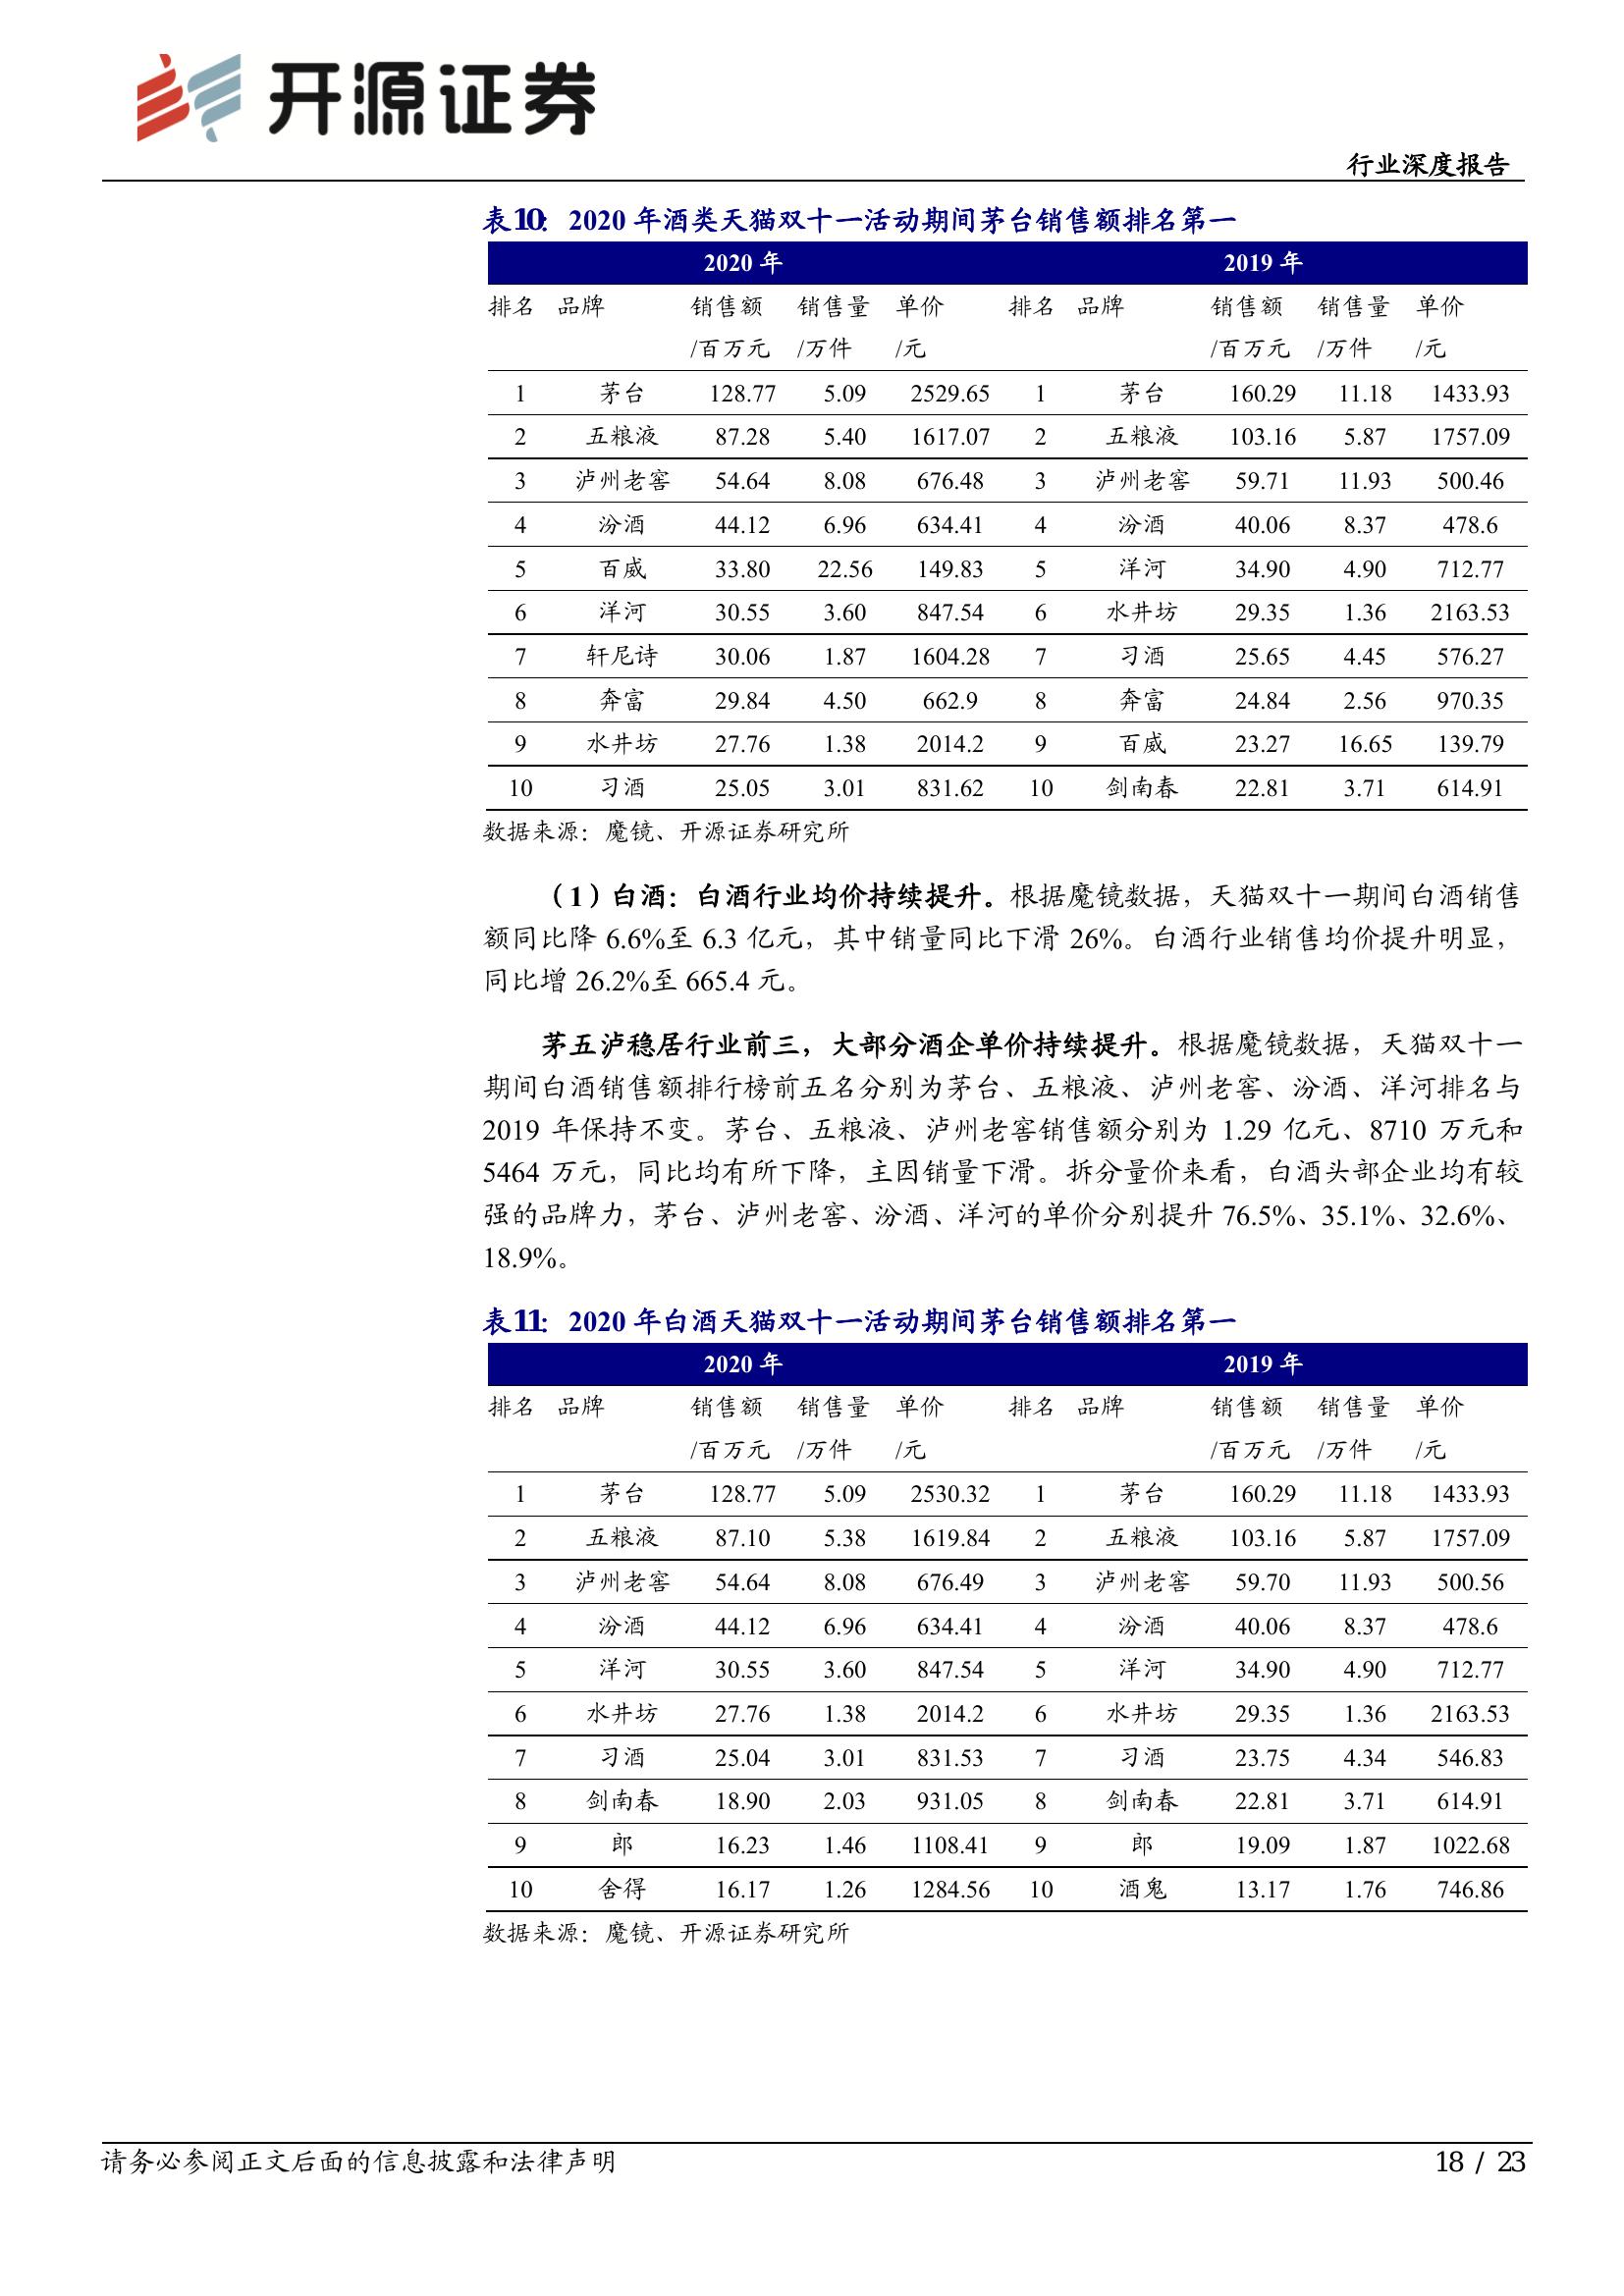 开源证券
行业深度报告
表10： 2020 年酒类天猫双十一活动期间茅台销售额排名第一
2020 年 2019 年
排名 品牌 销售额 销售量 单价 排名 品牌 销售额 销售量 单价
/百万元 /万件 /元 /百万元 /万件 /元
1 茅台 128.77 5.09 2529.65 1 茅台 160.29 11.18 1433.93
2 五粮液 87.28 5.40 1617.07 2 五粮液 103.16 5.87 1757.09
3 泸州老窖 54.64 8.08 676.48 3 泸州老窖 59.71 11.93 500.46
4 汾酒 44.12 6.96 634.41 4 汾酒 40.06 8.37 478.6
5 百威 33.80 22.56 149.83 5 洋河 34.90 4.90 712.77
6 洋河 30.55 3.60 847.54 6 水井坊 29.35 1.36 2163.53
7 轩尼诗 30.06 1.87 1604.28 7 习酒 25.65 4.45 576.27
8 奔富 29.84 4.50 662.9 8 奔富 24.84 2.56 970.35
9 水井坊 27.76 1.38 2014.2 9 百威 23.27 16.65 139.79
10 习酒 25.05 3.01 831.62 10 剑南春 22.81 3.71 614.91
数据来源：魔镜、开源证券研究所
（1）白酒：白酒行业均价持续提升。根据魔镜数据，天猫双十一期间白酒销售
额同比降 6.6%至 6.3 亿元，其中销量同比下滑 26%。白酒行业销售均价提升明显，
同比增 26.2%至 665.4 元。
茅五泸稳居行业前三，大部分酒企单价持续提升。根据魔镜数据，天猫双十一
期间白酒销售额排行榜前五名分别为茅台、五粮液、泸州老窖、汾酒、洋河排名与
2019 年保持不变。茅台、五粮液、泸州老窖销售额分别为 1.29 亿元、8710 万元和
5464 万元，同比均有所下降，主因销量下滑。拆分量价来看，白酒头部企业均有较
强的品牌力，茅台、泸州老窖、汾酒、洋河的单价分别提升 76.5%、35.1%、32.6%、
18.9%。
表11： 2020 年白酒天猫双十一活动期间茅台销售额排名第一
2020 年 2019 年
排名 品牌 销售额 销售量 单价 排名 品牌 销售额 销售量 单价
/百万元 /万件 /元 /百万元 /万件 /元
1 茅台 128.77 5.09 2530.32 1 茅台 160.29 11.18 1433.93
2 五粮液 87.10 5.38 1619.84 2 五粮液 103.16 5.87 1757.09
3 泸州老窖 54.64 8.08 676.49 3 泸州老窖 59.70 11.93 500.56
4 汾酒 44.12 6.96 634.41 4 汾酒 40.06 8.37 478.6
5 洋河 30.55 3.60 847.54 5 洋河 34.90 4.90 712.77
6 水井坊 27.76 1.38 2014.2 6 水井坊 29.35 1.36 2163.53
7 习酒 25.04 3.01 831.53 7 习酒 23.75 4.34 546.83
8 剑南春 18.90 2.03 931.05 8 剑南春 22.81 3.71 614.91
9 郎 16.23 1.46 1108.41 9 郎 19.09 1.87 1022.68
10 舍得 16.17 1.26 1284.56 10 酒鬼 13.17 1.76 746.86
数据来源：魔镜、开源证券研究所
请务必参阅正文后面的信息披露和法律声明 18 / 23